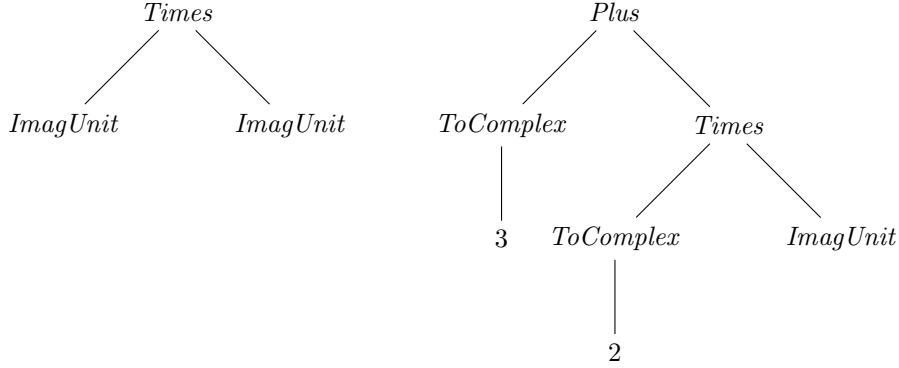 Times Plus
ImagUnit ImagUnit ToComplex Times
3 ToComplex ImagUnit
2